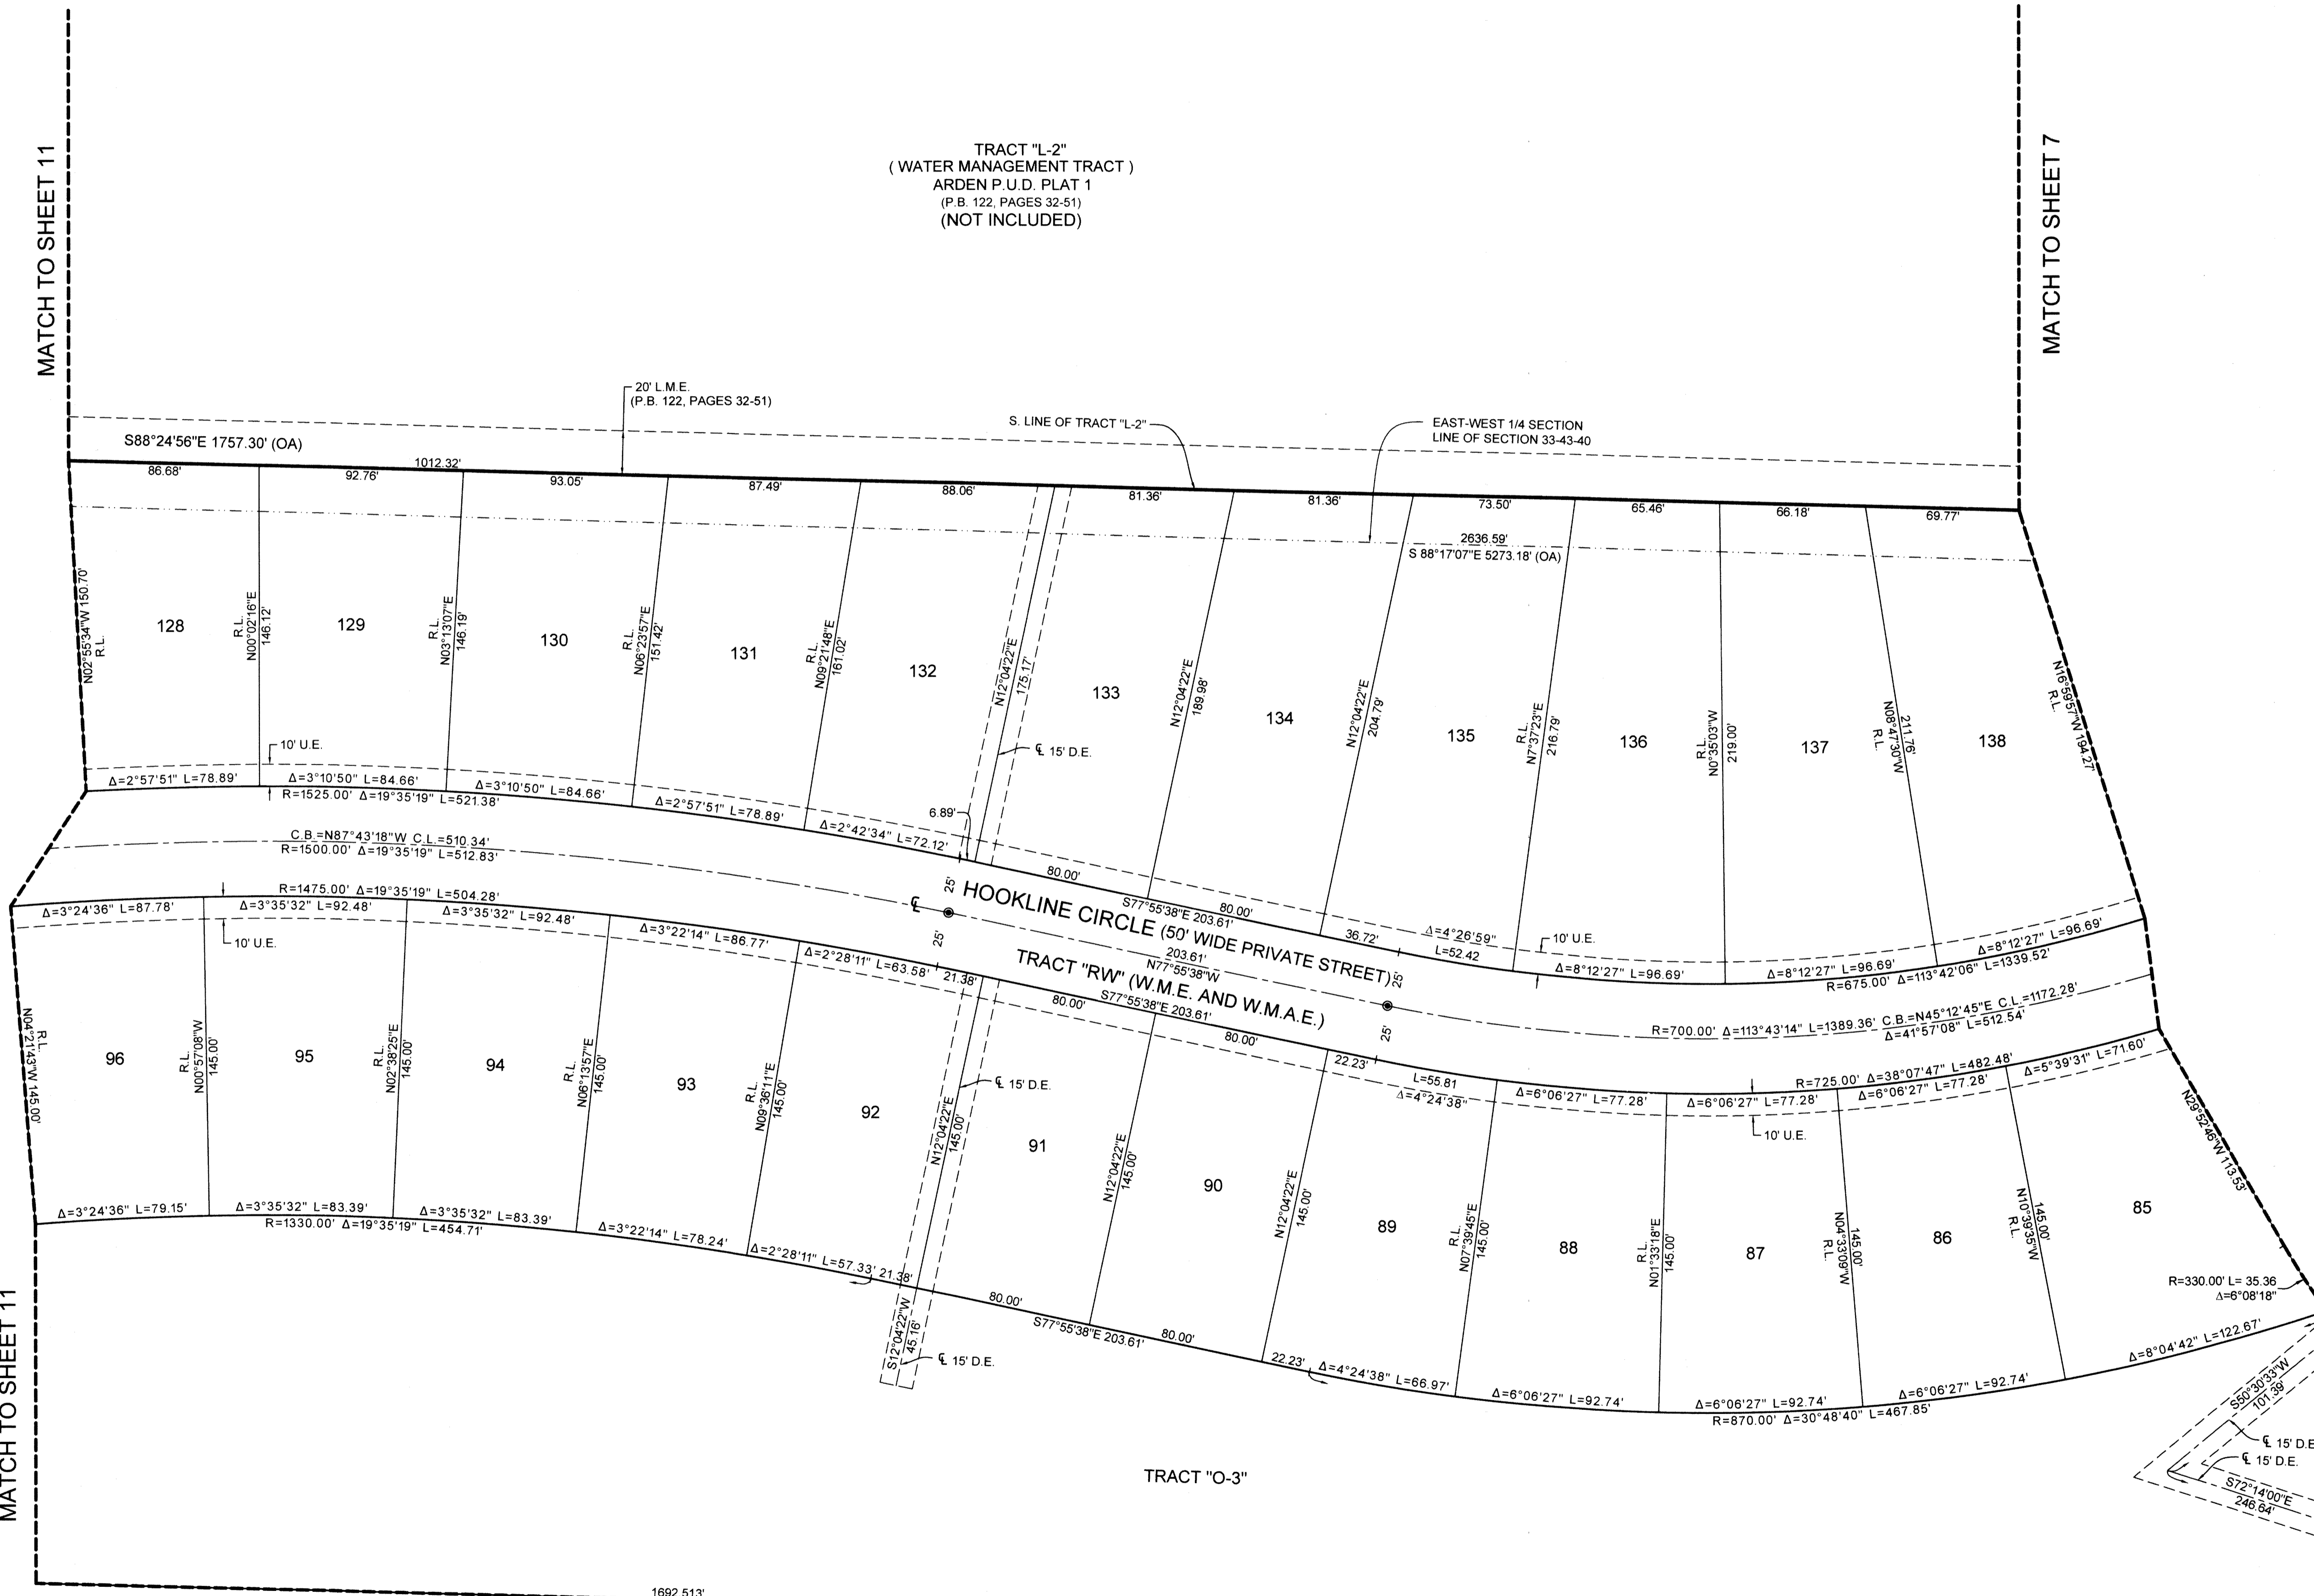 MATCH TO SHEET 11
MATCH TO SHEET 7
TRACT "L-2"
( WATER MANAGEMENT TRACT )
ARDEN P.U.D. PLAT 1
(P.B. 122, PAGES 32-51)
(NOT INCLUDED)
20' L.M.E.
(P.B. 122, PAGES 32-51)
S. LINE OF TRACT "L-2"
EAST-WEST 1/4 SECTION
LINE OF SECTION 33-43-40
S88°24'56"E 1757.30' (OA)
1012.32'
86.68'
92.76'
93.05'
87.49'
88.06'
81.36'
81.36'
73.50'
65.46'
66.18'
69.77'
2636.59'
S 88°17'07"E 5273.18' (OA)
N02°55'34"W 150.70'
R.L.
128
R.L.
N00°02'16"E
146.12'
129
R.L.
N03°13'07"E
146.19'
130
R.L.
N06°23'57"E
151.42'
131
R.L.
N09°21'48"E
161.02'
132
N12°04'22"E
175.17'
133
N12°04'22"E
189.98'
134
N12°04'22"E
204.79'
135
R.L.
N7°37'23"E
216.79'
136
R.L.
N0°35'03"W
219.00'
137
211.76'
N08°47'30"W
R.L.
138
N16°59'57"W 194.27'
R.L.
10' U.E.
℄ 15' D.E.
Δ=2°57'51" L=78.89'
Δ=3°10'50" L=84.66'
Δ=3°10'50" L=84.66'
Δ=2°57'51" L=78.89'
Δ=2°42'34" L=72.12'
6.89'
80.00'
80.00'
36.72'
Δ=4°26'59"
L=52.42
10' U.E.
Δ=8°12'27" L=96.69'
Δ=8°12'27" L=96.69'
Δ=8°12'27" L=96.69'
R=1525.00' Δ=19°35'19" L=521.38'
S77°55'38"E 203.61'
R=675.00' Δ=113°42'06" L=1339.52'
C.B.=N87°43'18"W C.L.=510.34'
R=1500.00' Δ=19°35'19" L=512.83'
℄
25'
25'
HOOKLINE CIRCLE (50' WIDE PRIVATE STREET)
203.61'
N77°55'38"W
TRACT "RW" (W.M.E. AND W.M.A.E.)
25'
25'
R=700.00' Δ=113°43'14" L=1389.36' C.B.=N45°12'45"E C.L.=1172.28'
Δ=41°57'08" L=512.54'
R=1475.00' Δ=19°35'19" L=504.28'
S77°55'38"E 203.61'
R=725.00' Δ=38°07'47" L=482.48'
Δ=3°24'36" L=87.78'
Δ=3°35'32" L=92.48'
Δ=3°35'32" L=92.48'
Δ=3°22'14" L=86.77'
Δ=2°28'11" L=63.58'
21.38'
80.00'
80.00'
22.23'
L=55.81
Δ=4°24'38"
Δ=6°06'27" L=77.28'
Δ=6°06'27" L=77.28'
Δ=6°06'27" L=77.28'
Δ=5°39'31" L=71.60'
10' U.E.
10' U.E.
R.L.
N04°21'43"W 145.00'
96
R.L.
N00°57'08"W
145.00'
95
R.L.
N02°38'25"E
145.00'
94
R.L.
N06°13'57"E
145.00'
93
R.L.
N09°36'11"E
145.00'
92
N12°04'22"E
145.00'
℄ 15' D.E.
91
N12°04'22"E
145.00'
90
N12°04'22"E
145.00'
89
R.L.
N07°39'45"E
145.00'
88
R.L.
N01°33'18"E
145.00'
87
145.00'
N04°33'09"W
R.L.
86
145.00'
N10°39'35"W
R.L.
85
N29°52'46"W 113.53'
R=330.00' L= 35.36
Δ=6°08'18"
Δ=3°24'36" L=79.15'
Δ=3°35'32" L=83.39'
Δ=3°35'32" L=83.39'
Δ=3°22'14" L=78.24'
Δ=2°28'11" L=57.33'
21.38'
80.00'
80.00'
22.23'
Δ=4°24'38" L=66.97'
Δ=6°06'27" L=92.74'
Δ=6°06'27" L=92.74'
Δ=6°06'27" L=92.74'
Δ=8°04'42" L=122.67'
R=1330.00' Δ=19°35'19" L=454.71'
S77°55'38"E 203.61'
R=870.00' Δ=30°48'40" L=467.85'
S12°04'22"W
45.16'
℄ 15' D.E.
S50°30'33"W
101.39'
℄ 15' D.E
℄ 15' D.E.
S72°14'00"E
246.64'
TRACT "O-3"
MATCH TO SHEET 11
1692.513'